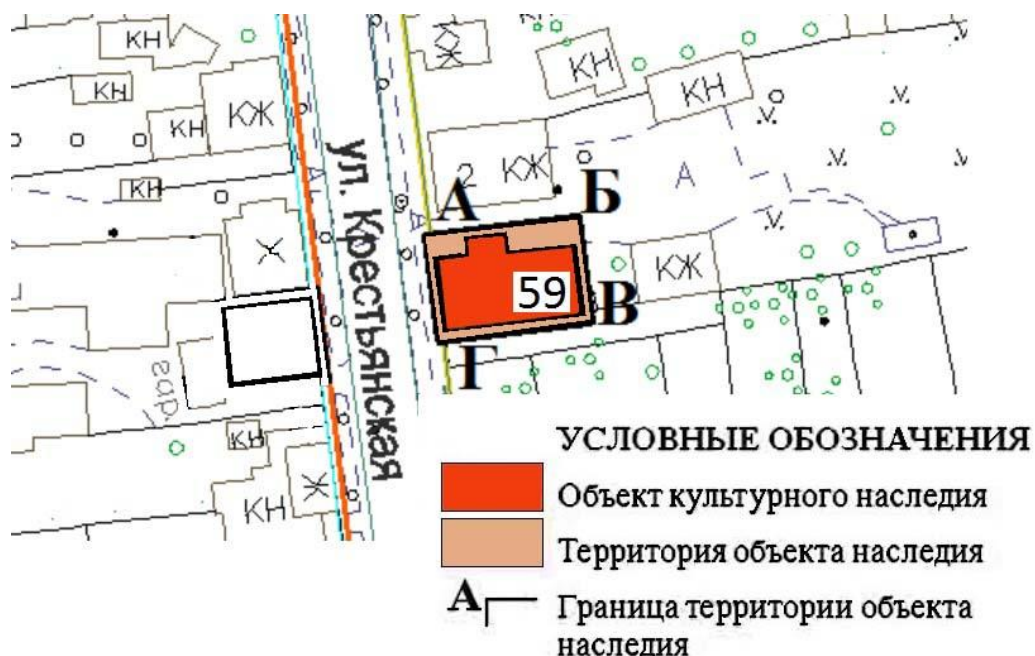 КН
КН
КН
КЖ
КН
Ж
КН
Ж
КН
ул. Крестьянская
КЖ
КН
КН
2 КЖ
А
А Б
59
В
Г
КЖ
А
УСЛОВНЫЕ ОБОЗНАЧЕНИЯ
Объект культурного наследия
Территория объекта наследия
А Граница территории объекта
наследия